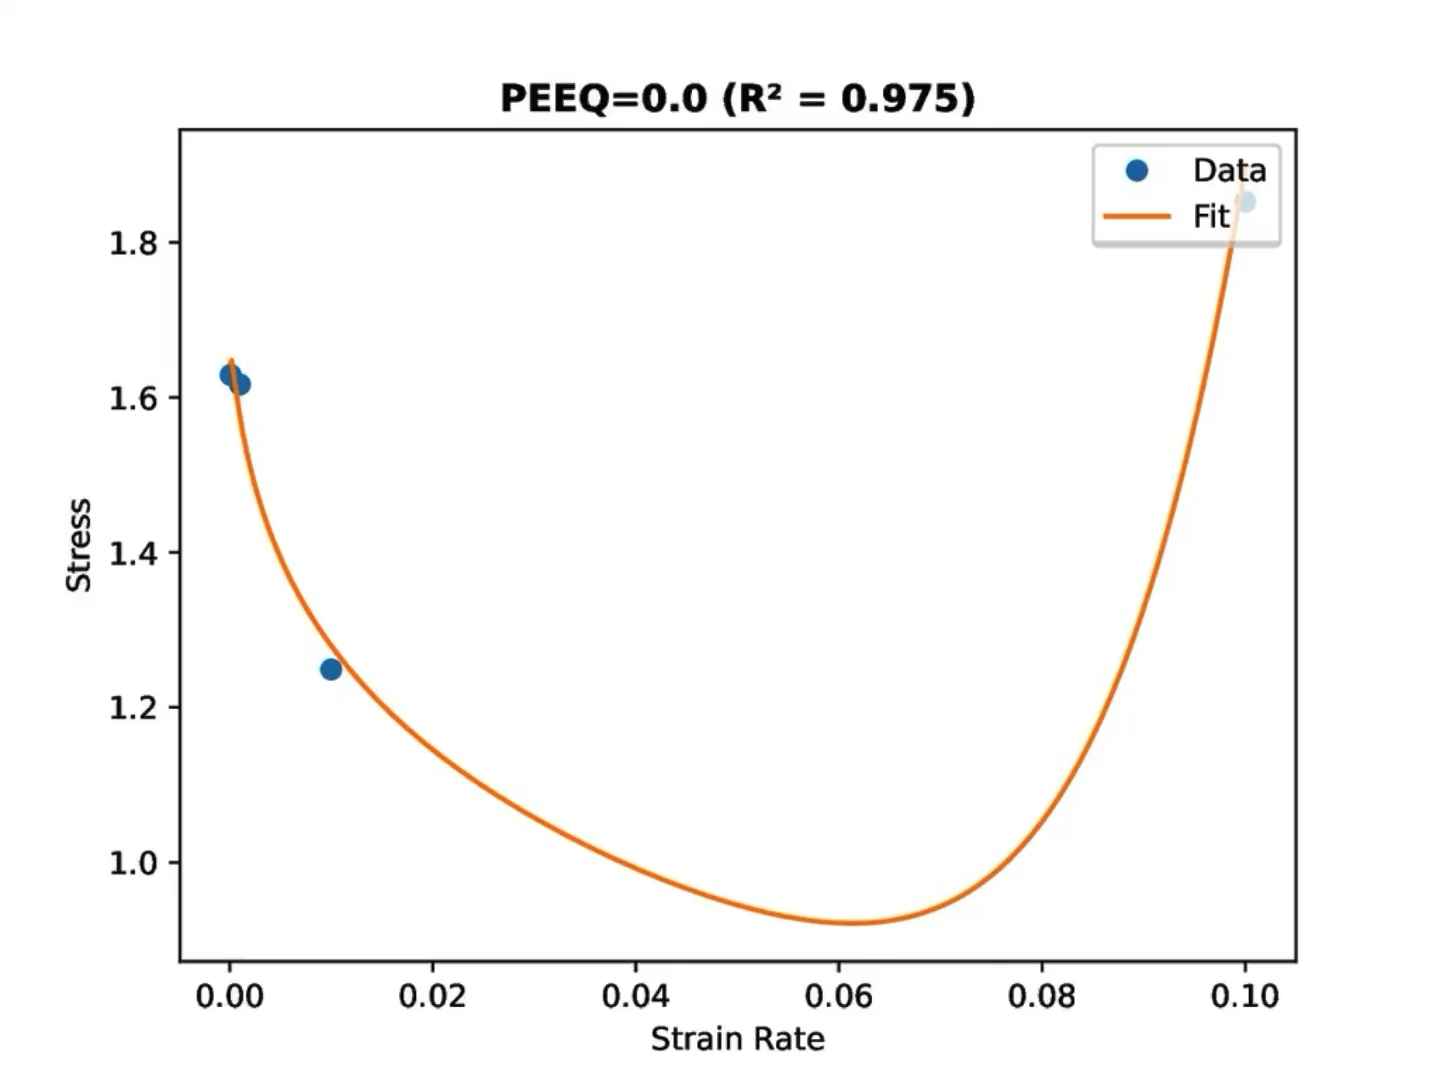 PEEQ=0.0 (R² = 0.975)
Data
Fit
1.8
1.6
1.4
1.2
1.0
Stress
0.00 0.02 0.04 0.06 0.08 0.10
Strain Rate